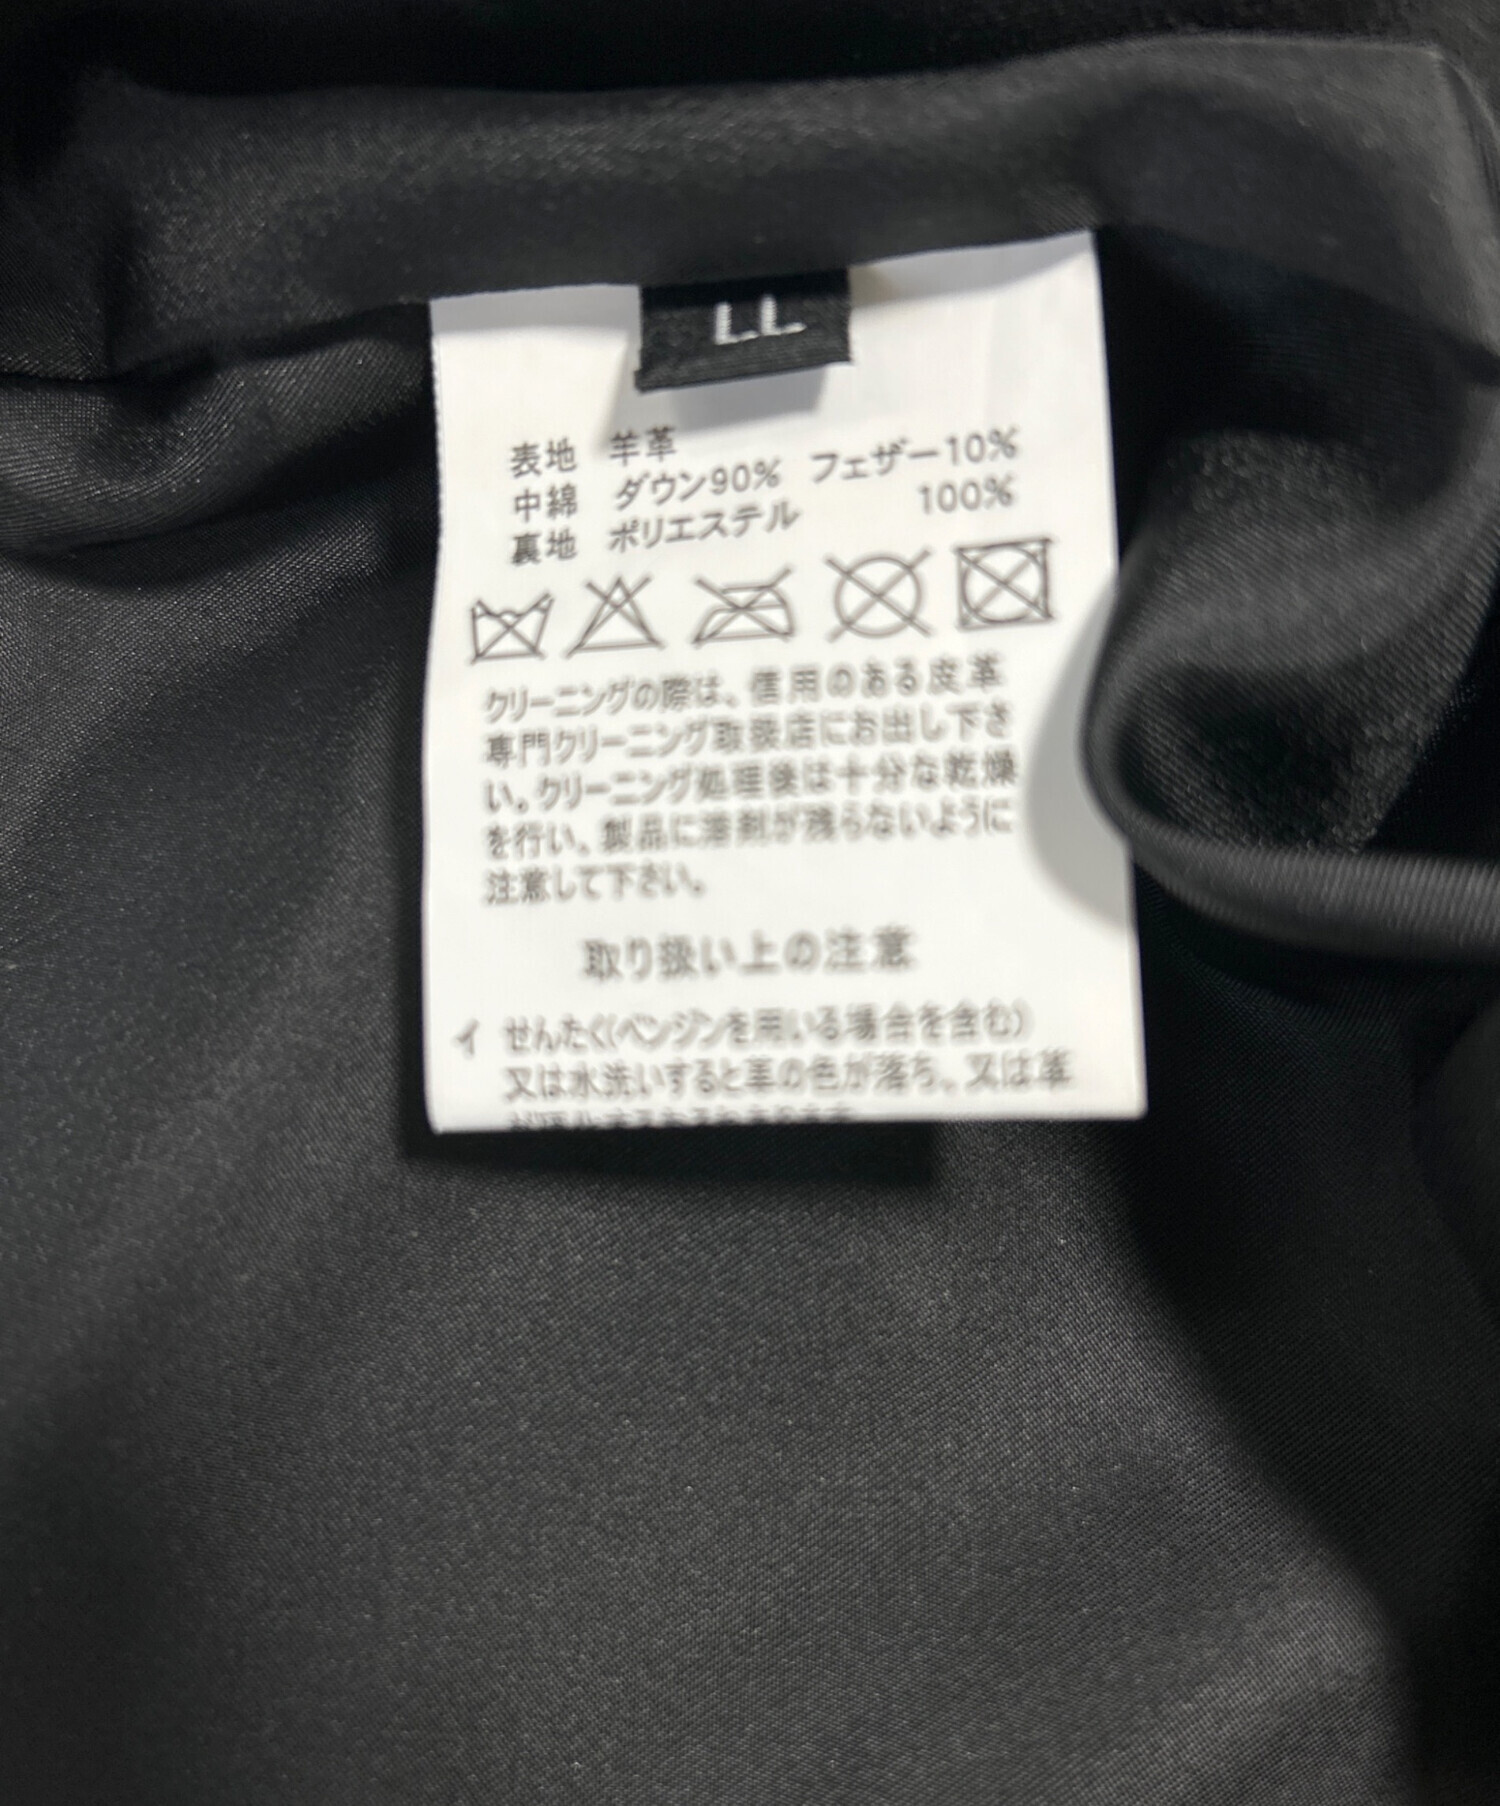 LL
表地 羊革
中綿 ダウン90% フェザー10%
裏地 ポリエステル 100%
クリーニングの際は、信用のある皮革
専門クリーニング取扱店にお出し下さ
い。クリーニング処理後は十分な乾燥
を行い、製品に溶剤が残らないように
注意して下さい。
取り扱い上の注意
イ せんたく(ベンジンを用いる場合を含む)
又は水洗いすると革の色が落ち、又は革